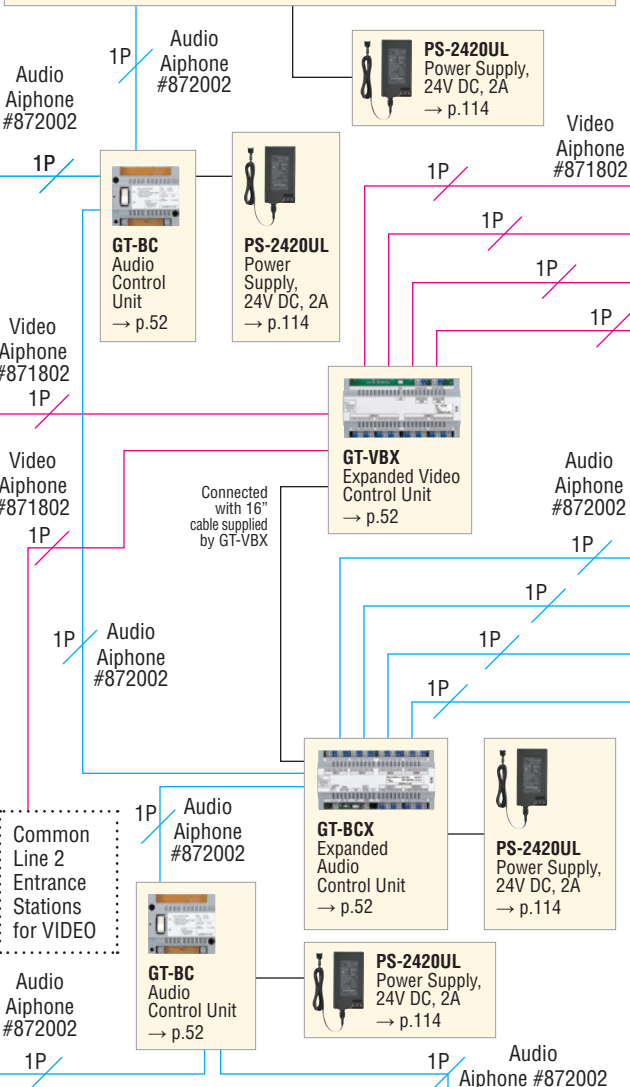 1P
Audio
Aiphone
#872002
PS-2420UL
Power Supply,
24V DC, 2A
→ p.114
Audio
Aiphone
#872002
1P
Video
Aiphone
#871802
1P
1P
1P
1P
GT-BC
Audio
Control
Unit
→ p.52
PS-2420UL
Power
Supply,
24V DC, 2A
→ p.114
Video
Aiphone
#871802
1P
GT-VBX
Expanded Video
Control Unit
→ p.52
Video
Aiphone
#871802
1P
Connected
with 16”
cable supplied
by GT-VBX
Audio
Aiphone
#872002
1P
1P
1P
1P
1P
Audio
Aiphone
#872002
GT-BCX
Expanded
Audio
Control Unit
→ p.52
PS-2420UL
Power Supply,
24V DC, 2A
→ p.114
Common
Line 2
Entrance
Stations
for VIDEO
1P
Audio
Aiphone
#872002
GT-BC
Audio
Control Unit
→ p.52
PS-2420UL
Power Supply,
24V DC, 2A
→ p.114
Audio
Aiphone
#872002
1P
1P
Audio
Aiphone #872002